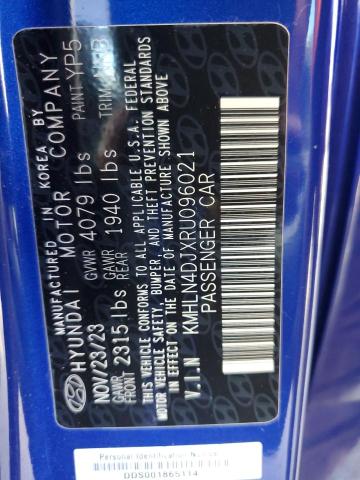 MANUFACTURED IN KOREA BY
HYUNDAI MOTOR COMPANY
NOV/23/23 GVWR 4079 lbs PAINT YP5
GAWR FRONT 2315 lbs GAWR REAR 1940 lbs TRIM
THIS VEHICLE CONFORMS TO ALL APPLICABLE U.S.A. FEDERAL
MOTOR VEHICLE SAFETY, BUMPER, AND THEFT PREVENTION STANDARDS
IN EFFECT ON THE DATE OF MANUFACTURE SHOWN ABOVE
V.I.N KMHLN4DJXRU096021
PASSENGER CAR
Personal Identification Number
DDS001865114